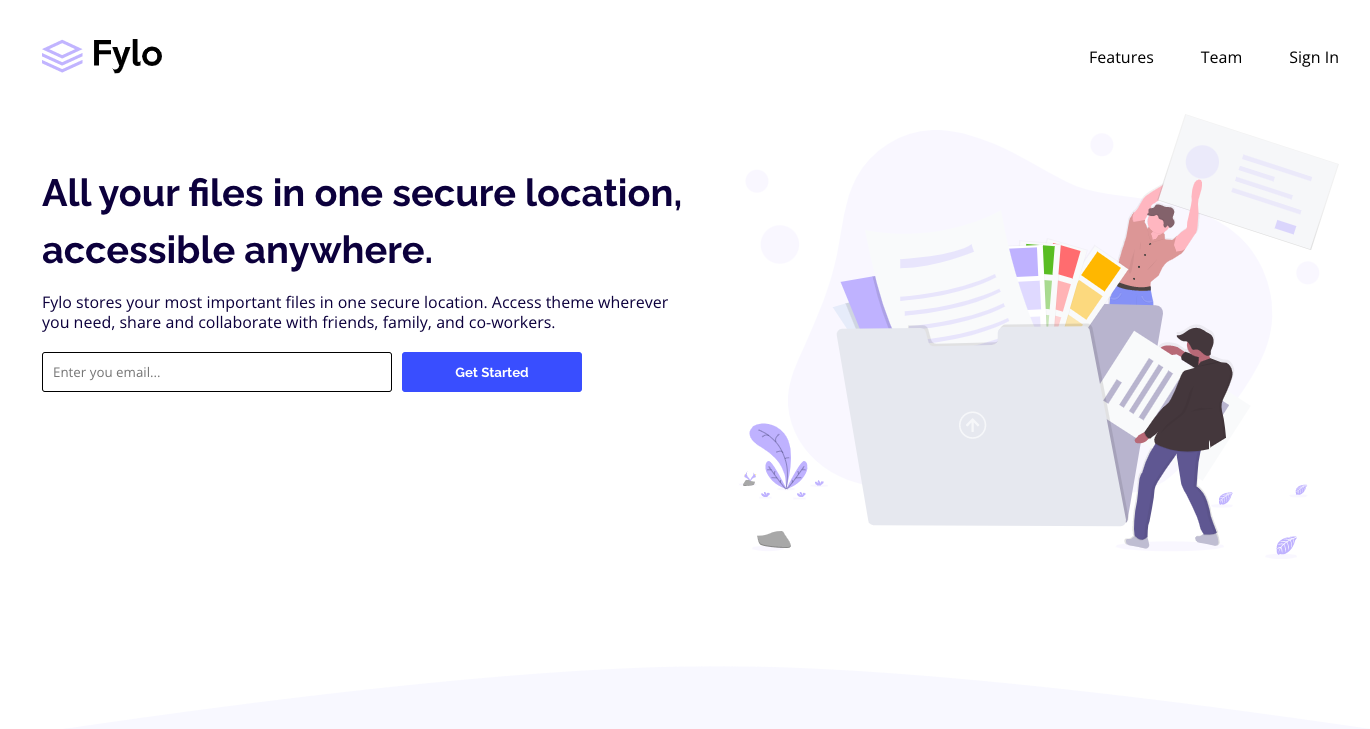 Fylo
Features
Team
Sign In
All your files in one secure location,
accessible anywhere.
Fylo stores your most important files in one secure location. Access theme wherever
you need, share and collaborate with friends, family, and co-workers.
Enter you email...
Get Started